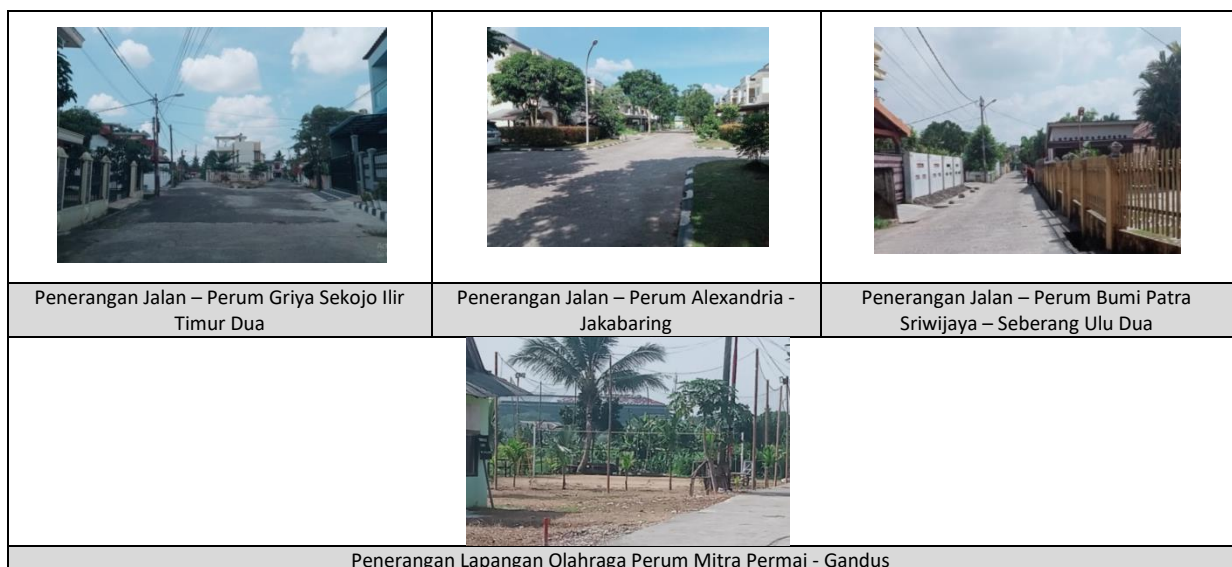 Penerangan Jalan – Perum Griya Sekojo Ilir
Timur Dua
Penerangan Jalan – Perum Alexandria -
Jakabaring
Penerangan Jalan – Perum Bumi Patra
Sriwijaya – Seberang Ulu Dua
Penerangan Lapangan Olahraga Perum Mitra Permai - Gandus